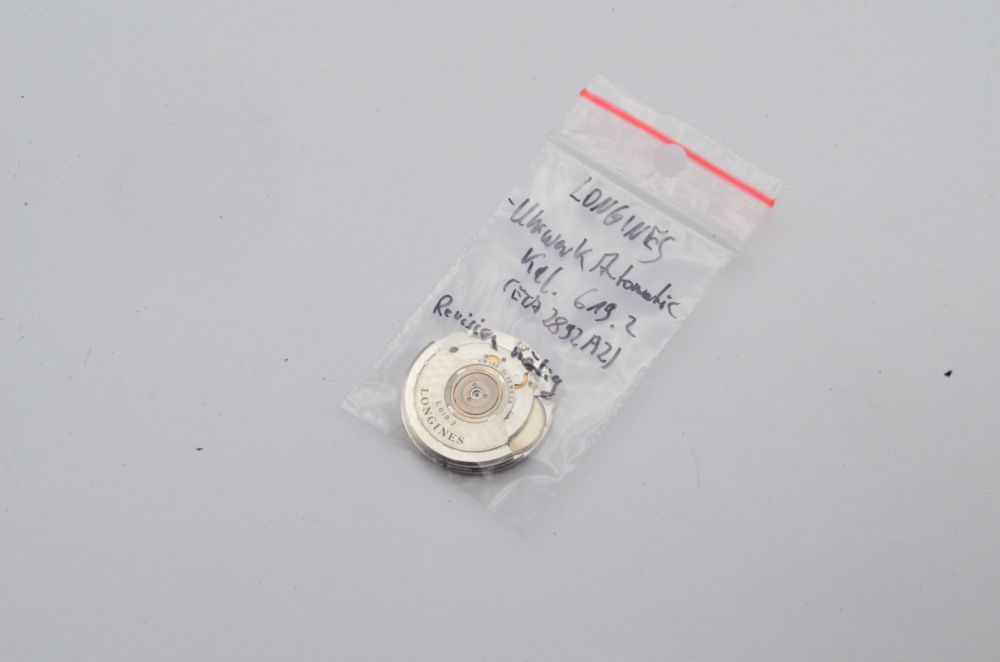 LONGINES
-Uhrwerk Automatic
Kal. 619.2
(ETA 2892A2)
Revision nötig
L619.2
LONGINES